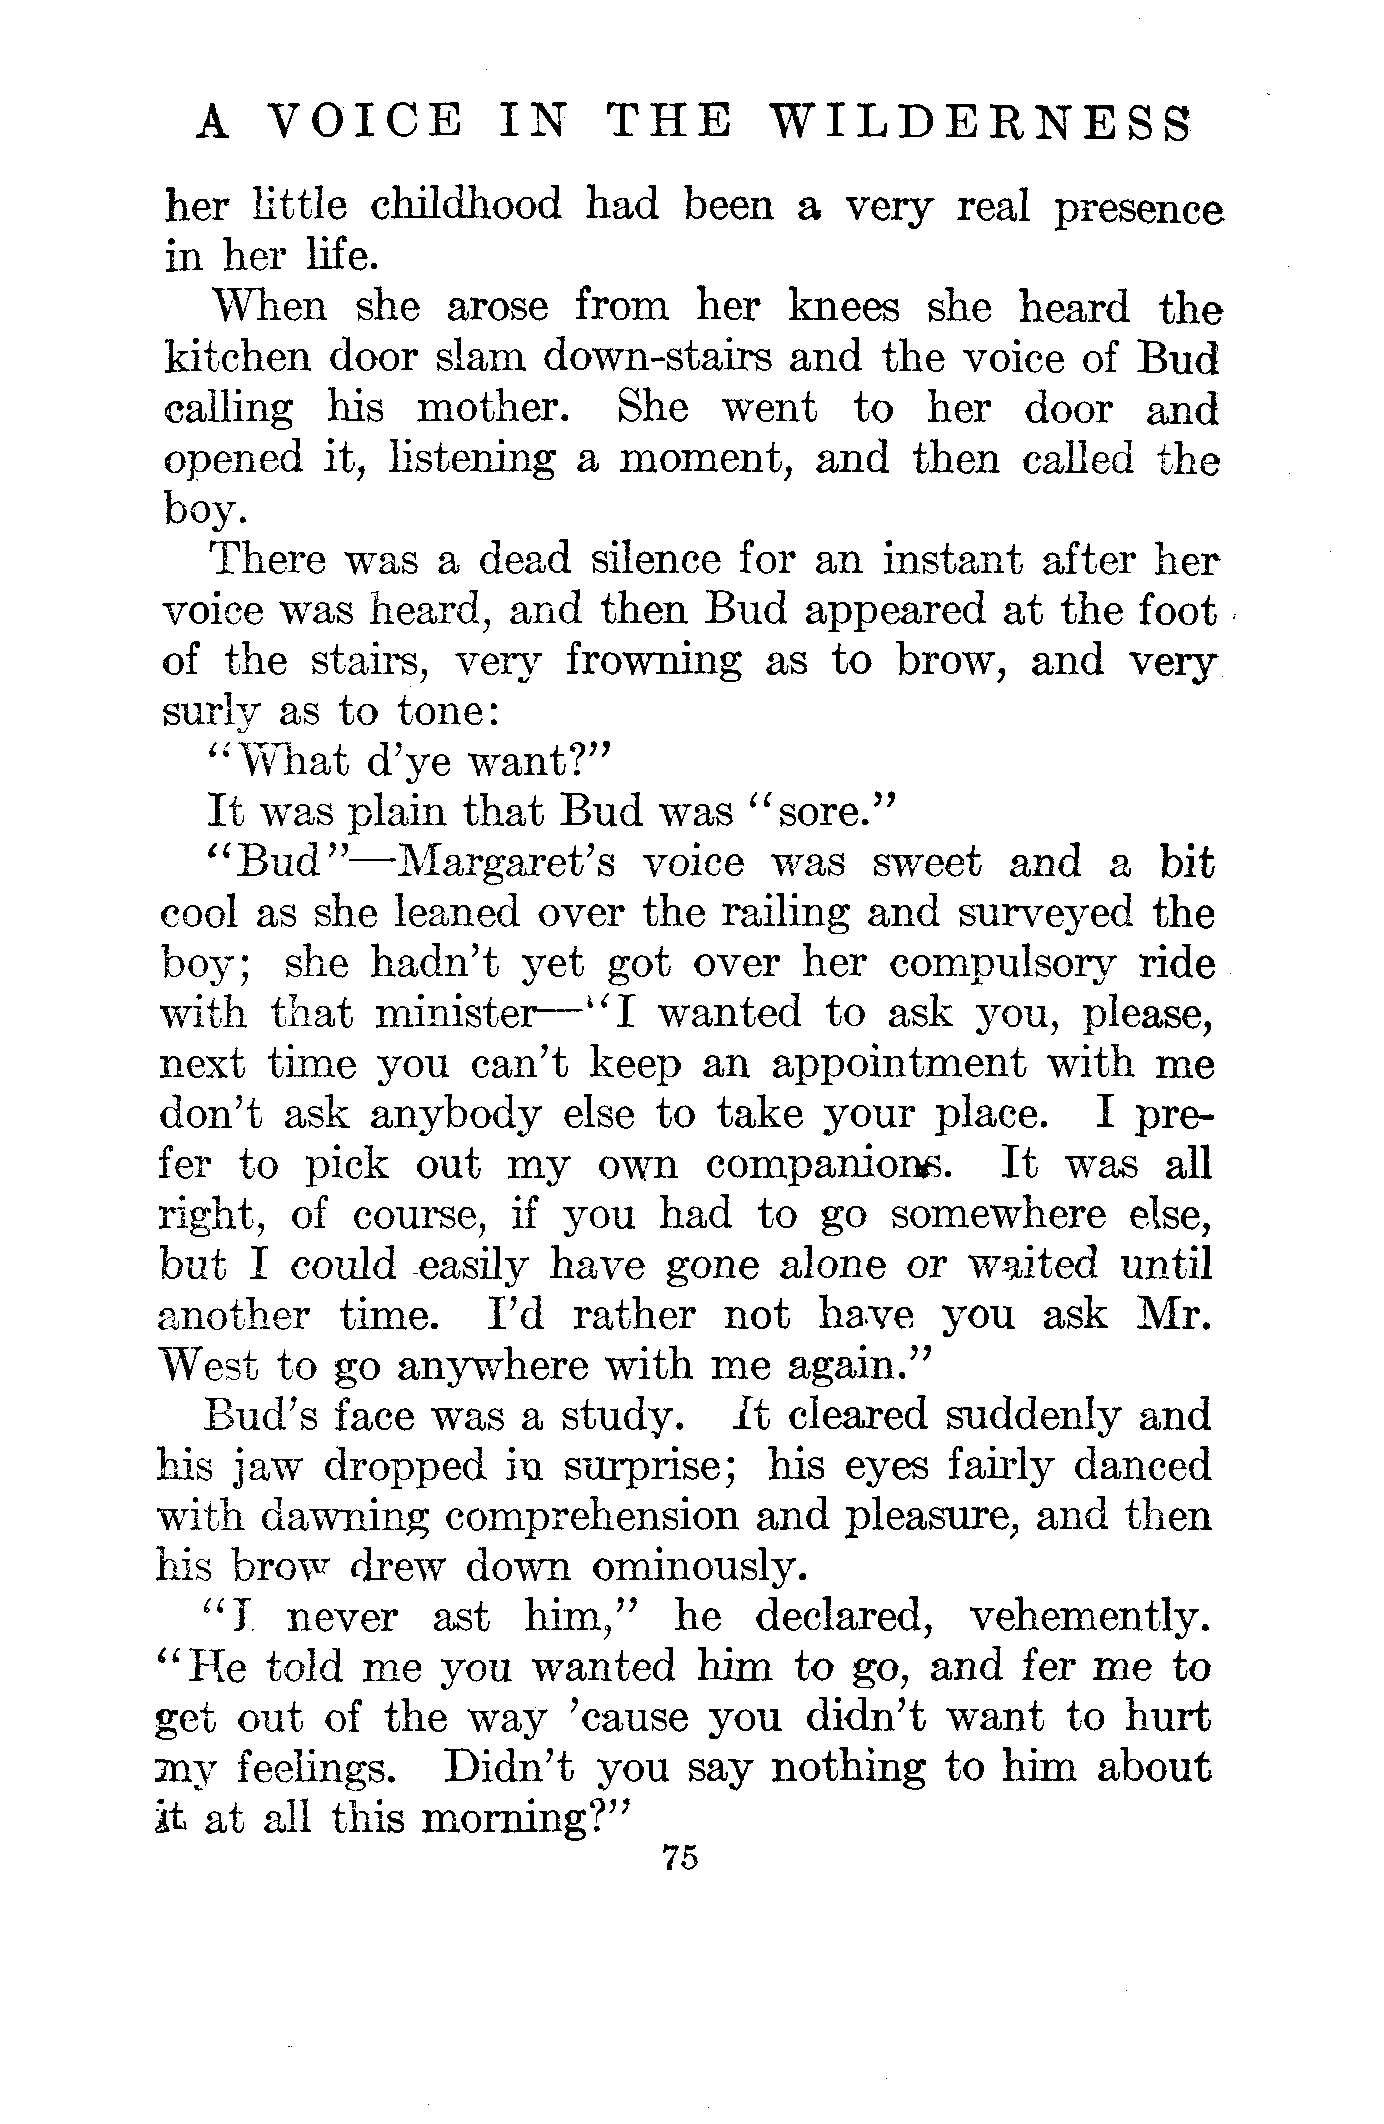 A VOICE IN THE WILDERNESS
her little childhood had been a very real presence
in her life.
When she arose from her knees she heard the
kitchen door slam down-stairs and the voice of Bud
calling his mother. She went to her door and
opened it, listening a moment, and then called the
boy.
There was a dead silence for an instant after her
voice was heard, and then Bud appeared at the foot
of the stairs, very frowning as to brow, and very
surly as to tone:
"What d'ye want?"
It was plain that Bud was "sore."
"Bud"—Margaret's voice was sweet and a bit
cool as she leaned over the railing and surveyed the
boy; she hadn't yet got over her compulsory ride
with that minister—"I wanted to ask you, please,
next time you can't keep an appointment with me
don't ask anybody else to take your place. I pre-
fer to pick out my own companions. It was all
right, of course, if you had to go somewhere else,
but I could easily have gone alone or waited until
another time. I'd rather not have you ask Mr.
West to go anywhere with me again."
Bud's face was a study. It cleared suddenly and
his jaw dropped in surprise; his eyes fairly danced
with dawning comprehension and pleasure, and then
his brow drew down ominously.
"I never ast him," he declared, vehemently.
"He told me you wanted him to go, and fer me to
get out of the way 'cause you didn't want to hurt
my feelings. Didn't you say nothing to him about
it at all this morning?"
75